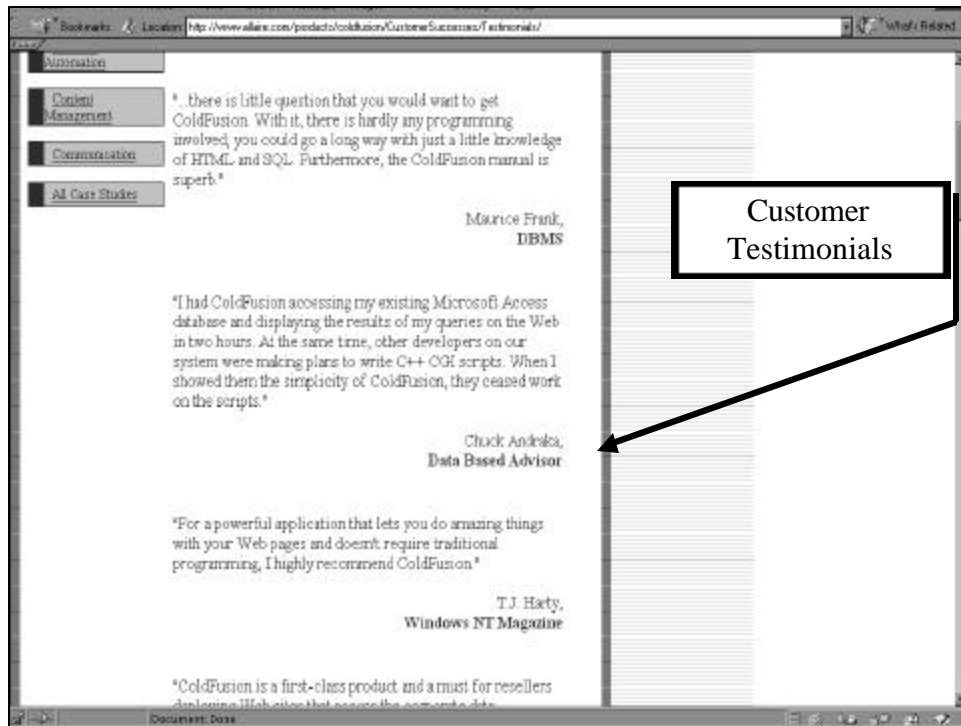 Bookmarks Location: http://www.allaire.com/products/coldfusion/CustomerSuccesses/Testimonials/ What's Related
Automation
Content
Management
Communication
All Case Studies
"...there is little question that you would want to get
ColdFusion. With it, there is hardly any programming
involved; you could go a long way with just a little knowledge
of HTML and SQL. Furthermore, the ColdFusion manual is
superb."
Maurice Frank,
DBMS
Customer
Testimonials
"I had ColdFusion accessing my existing Microsoft Access
database and displaying the results of my queries on the Web
in two hours. At the same time, other developers on our
system were making plans to write C++ CGI scripts. When I
showed them the simplicity of ColdFusion, they ceased work
on the scripts."
Chuck Andraka,
Data Based Advisor
"For a powerful application that lets you do amazing things
with your Web pages and doesn't require traditional
programming, I highly recommend ColdFusion."
T.J. Harty,
Windows NT Magazine
"ColdFusion is a first-class product and a must for resellers
deploying Web sites that access the corporate data
Document: Done